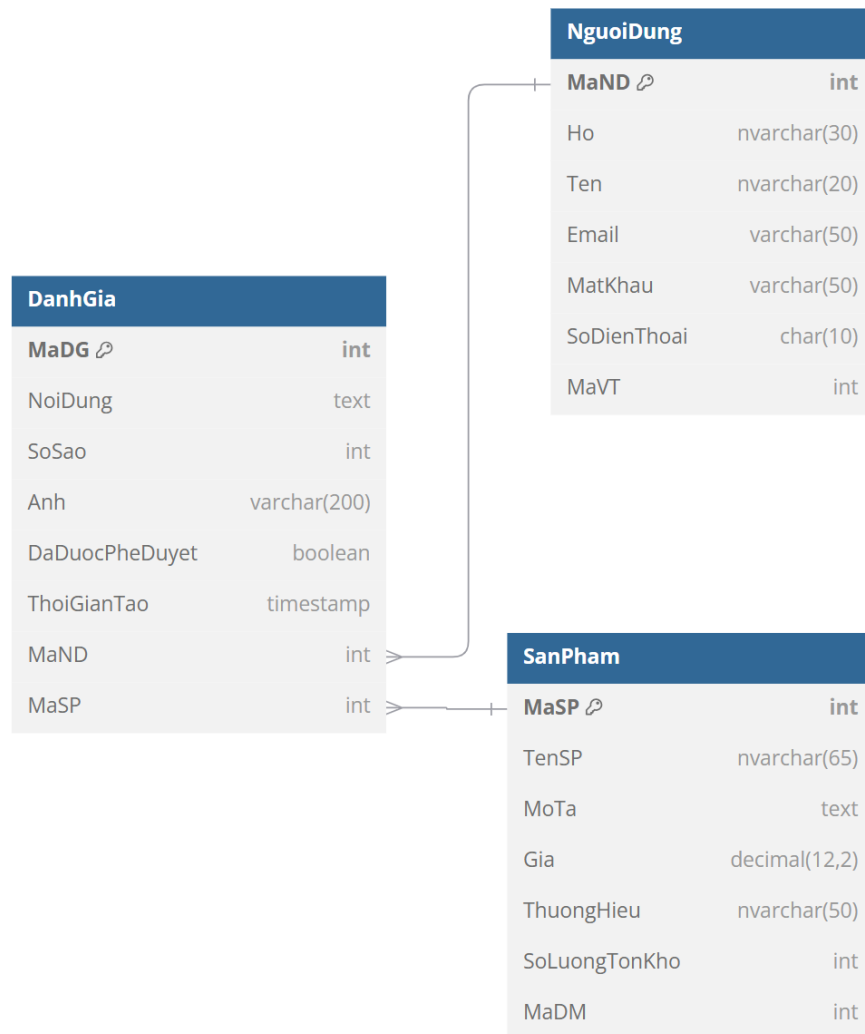 NguoiDung
MaND int
Ho nvarchar(30)
Ten nvarchar(20)
Email varchar(50)
MatKhau varchar(50)
SoDienThoai char(10)
MaVT int
DanhGia
MaDG int
NoiDung text
SoSao int
Anh varchar(200)
DaDuocPheDuyet boolean
ThoiGianTao timestamp
MaND int
MaSP int
SanPham
MaSP int
TenSP nvarchar(65)
MoTa text
Gia decimal(12,2)
ThuongHieu nvarchar(50)
SoLuongTonKho int
MaDM int